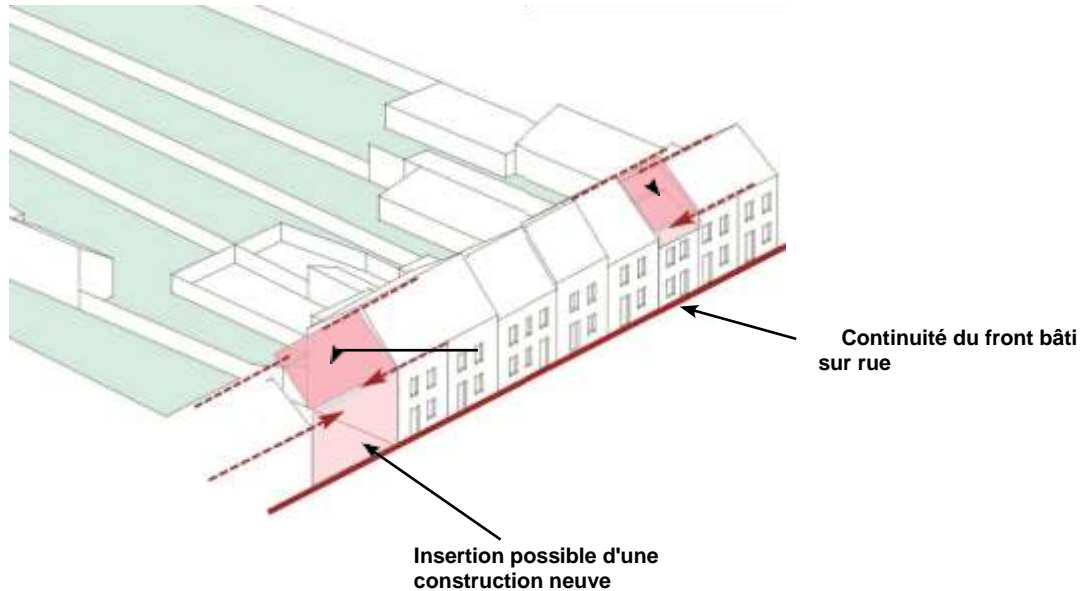 Continuité du front bâti
sur rue
Insertion possible d'une
construction neuve